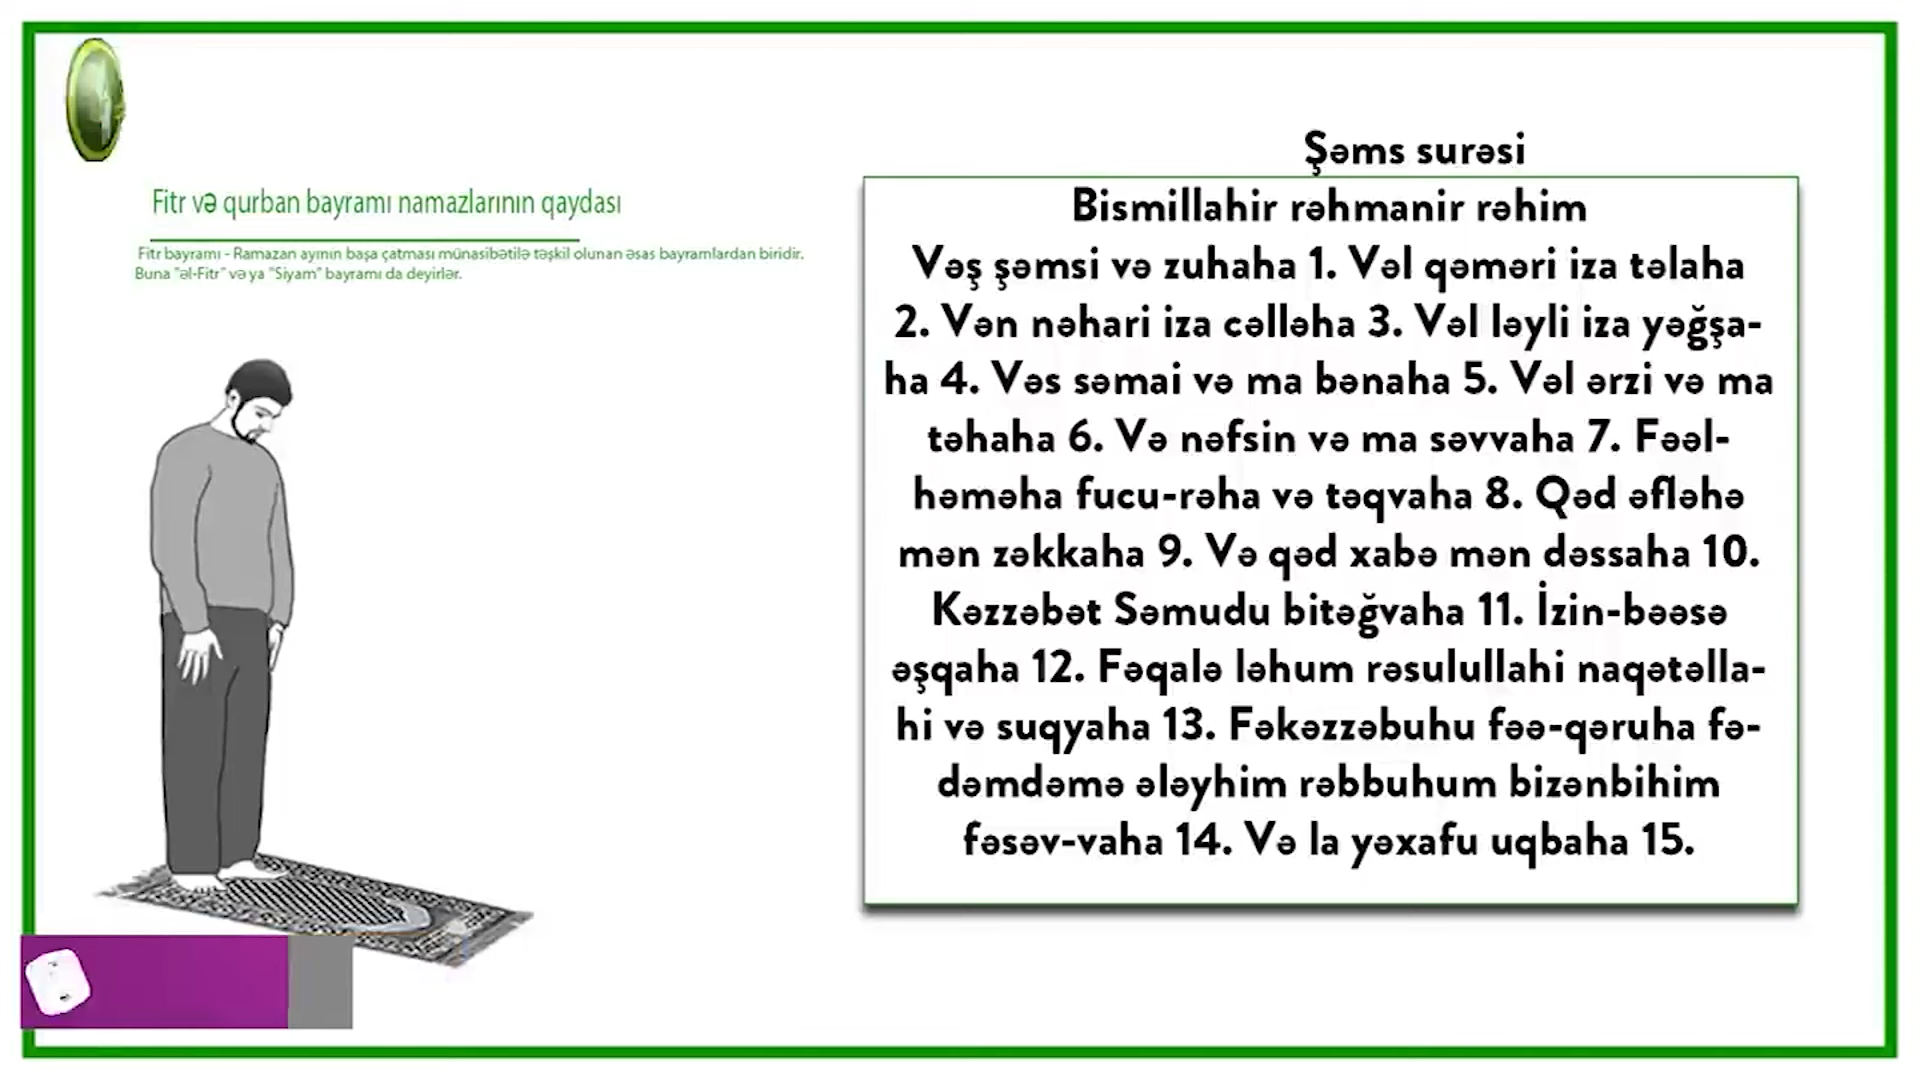 Fitr və qurban bayramı namazlarının qaydası
Fitr bayramı - Ramazan ayının başa çatması münasibətilə təşkil olunan əsas bayramlardan biridir.
Buna "əl-Fitr" və ya "Siyam" bayramı da deyirlər.
Şəms surəsi
Bismillahir rəhmanir rəhim
Vəş şəmsi və zuhaha 1. Vəl qəməri iza təlaha
2. Vən nəhari iza cəlləha 3. Vəl ləyli iza yəğşa-
ha 4. Vəs səmai və ma bənaha 5. Vəl ərzi və ma
təhaha 6. Və nəfsin və ma səvvaha 7. Fəəl-
həməha fucu-rəha və təqvaha 8. Qəd əfləhə
mən zəkkaha 9. Və qəd xabə mən dəssaha 10.
Kəzzəbət Səmudu bitəğvaha 11. İzin-bəəsə
əşqaha 12. Fəqalə ləhum rəsulullahi naqətəlla-
hi və suqyaha 13. Fəkəzzəbuhu fəə-qəruha fə-
dəmdəmə ələyhim rəbbuhum bizənbihim
fəsəv-vaha 14. Və la yəxafu uqbaha 15.